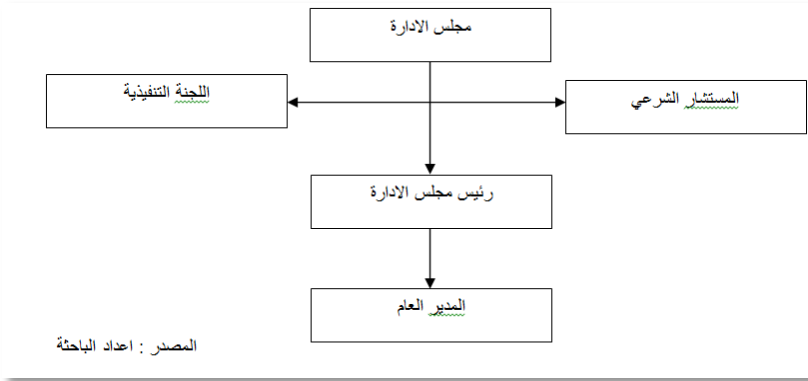 مجلس الادارة
المستشار الشرعي
اللجنة التنفيذية
رئيس مجلس الادارة
المدير العام
المصدر : اعداد الباحثة